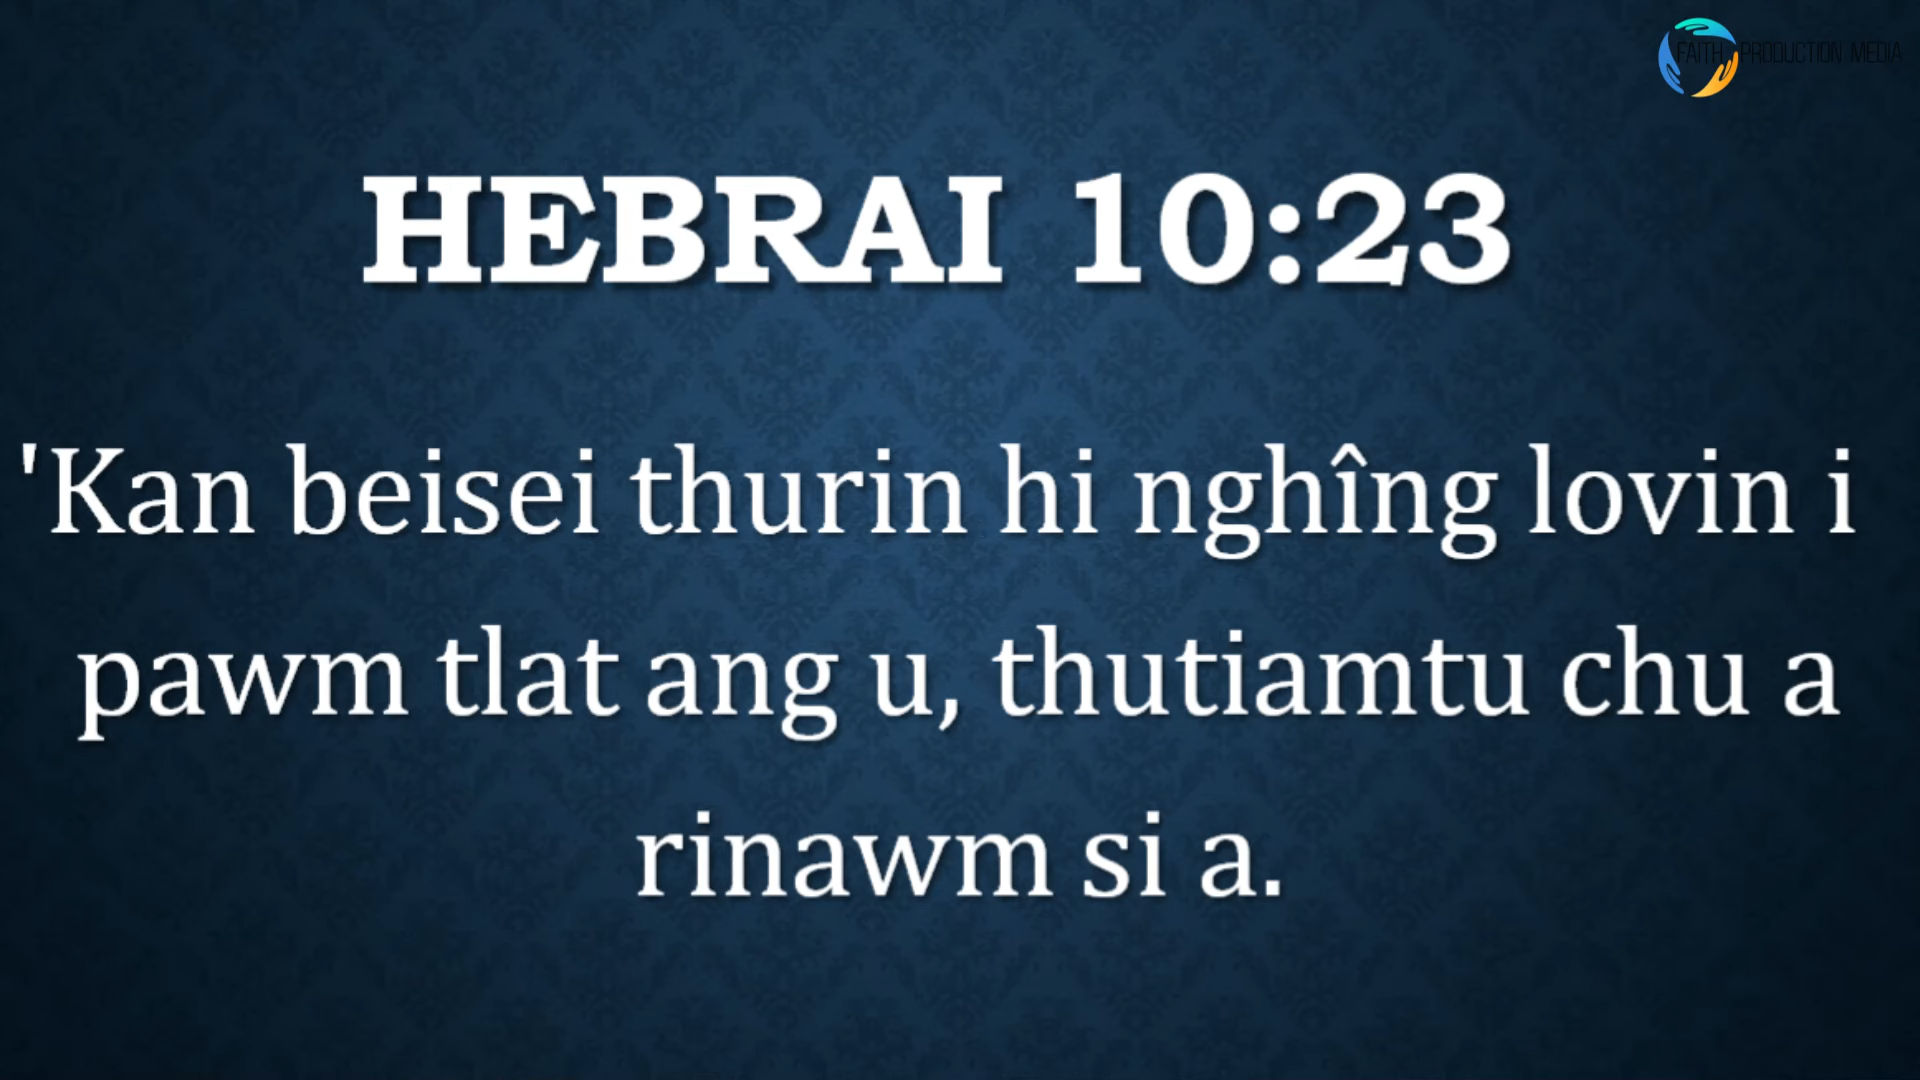 FAITH PRODUCTION MEDIA
HEBRAI 10:23
'Kan beisei thurin hi nghîng lovin i
pawm tlat ang u, thutiamtu chu a
rinawm si a.